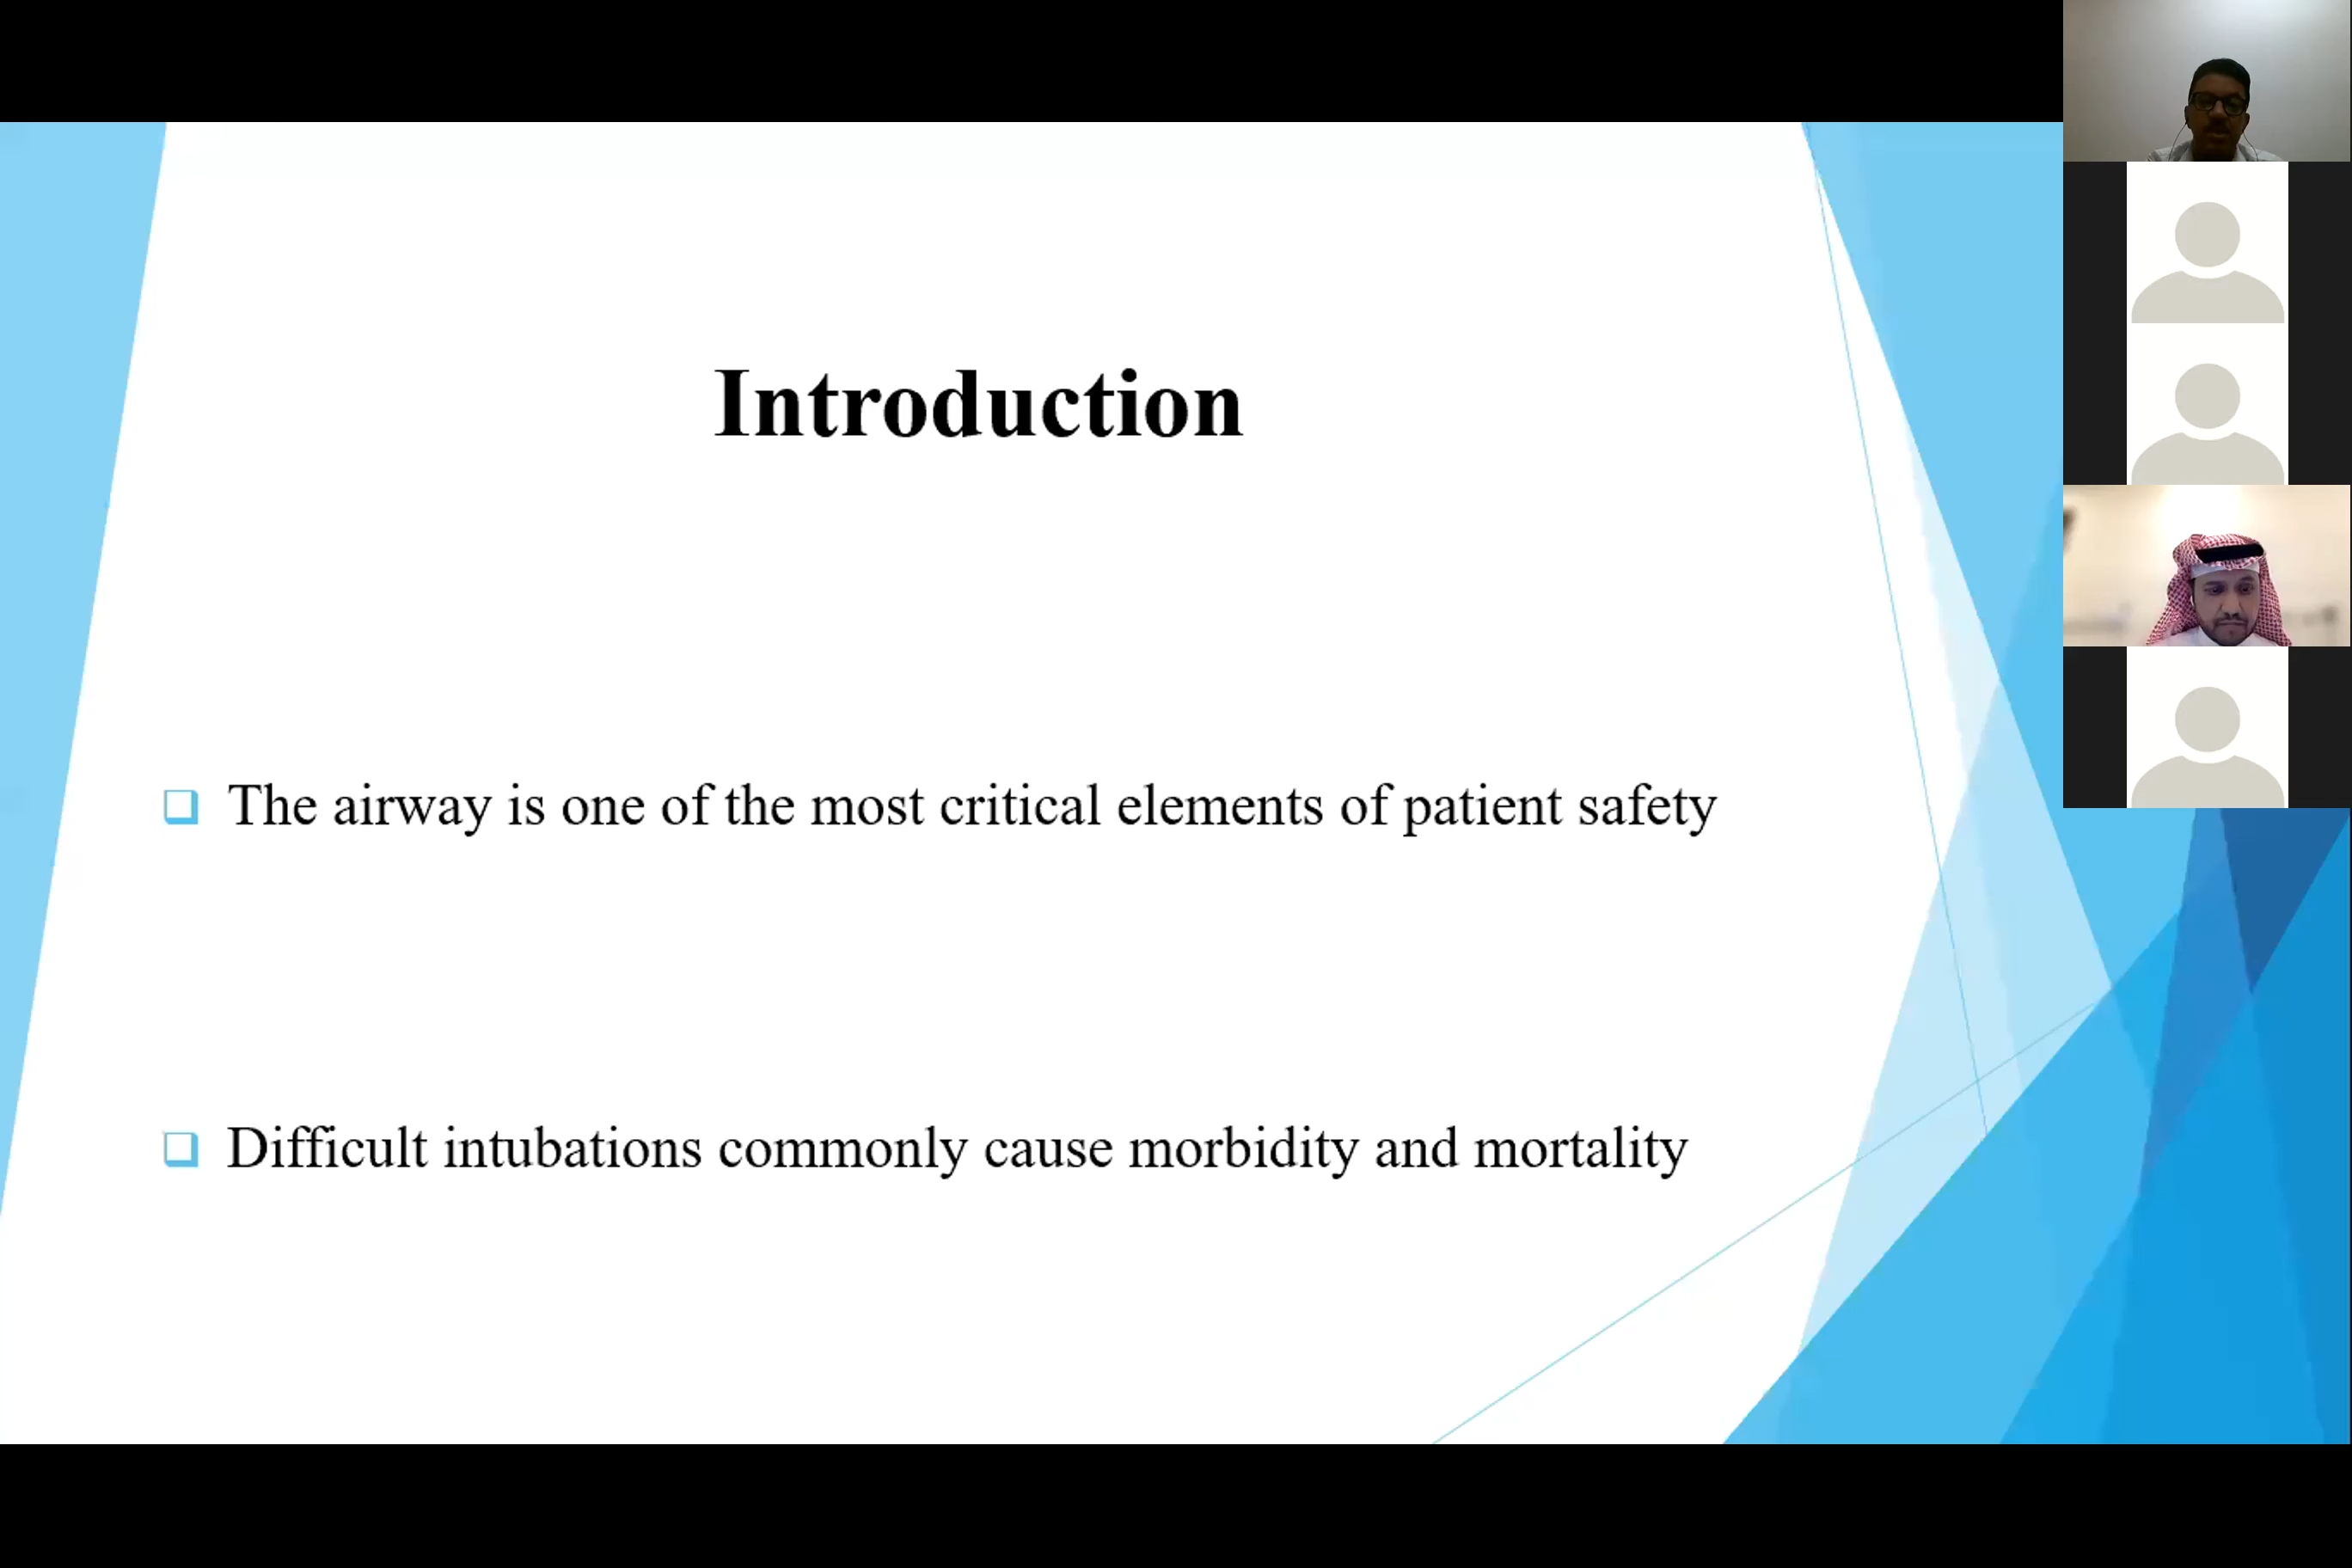 Introduction
The airway is one of the most critical elements of patient safety
Difficult intubations commonly cause morbidity and mortality